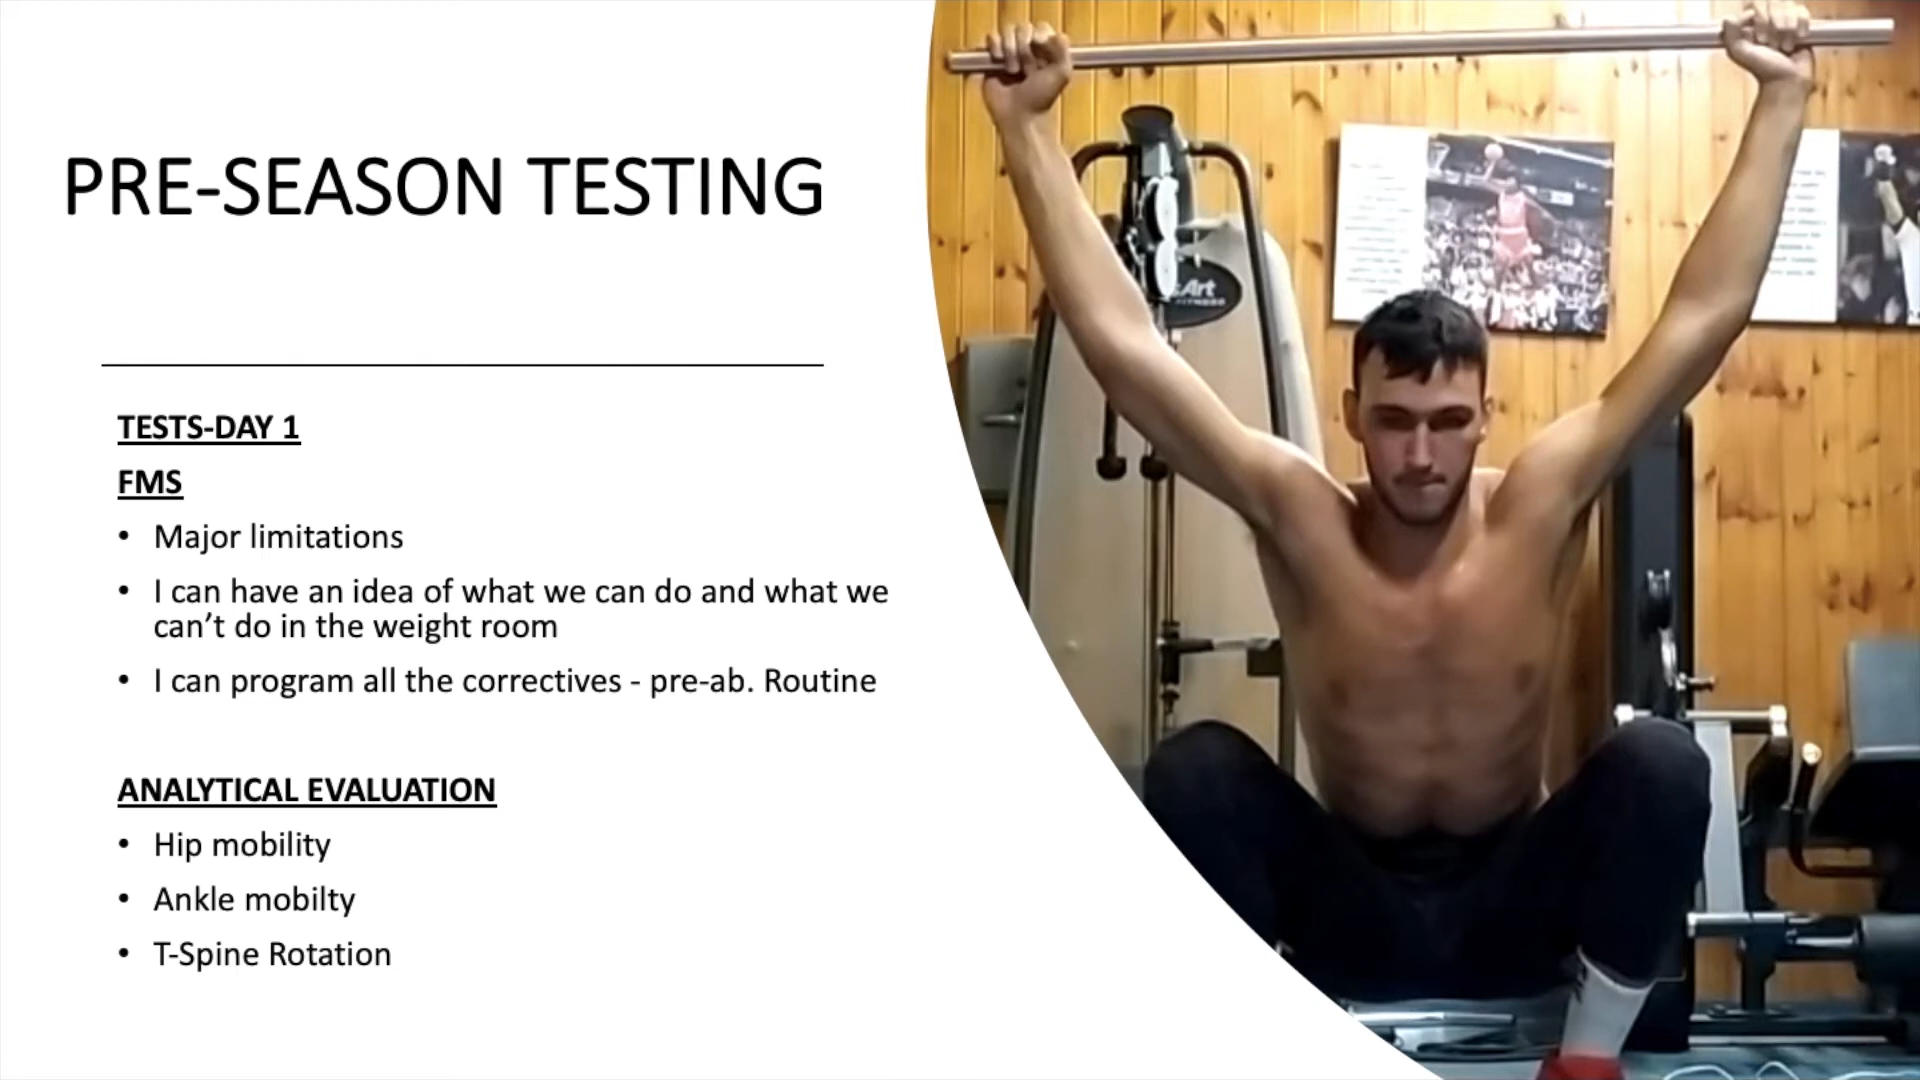 PRE-SEASON TESTING
TESTS-DAY 1
FMS
• Major limitations
• I can have an idea of what we can do and what we
can’t do in the weight room
• I can program all the correctives - pre-ab. Routine
ANALYTICAL EVALUATION
• Hip mobility
• Ankle mobilty
• T-Spine Rotation